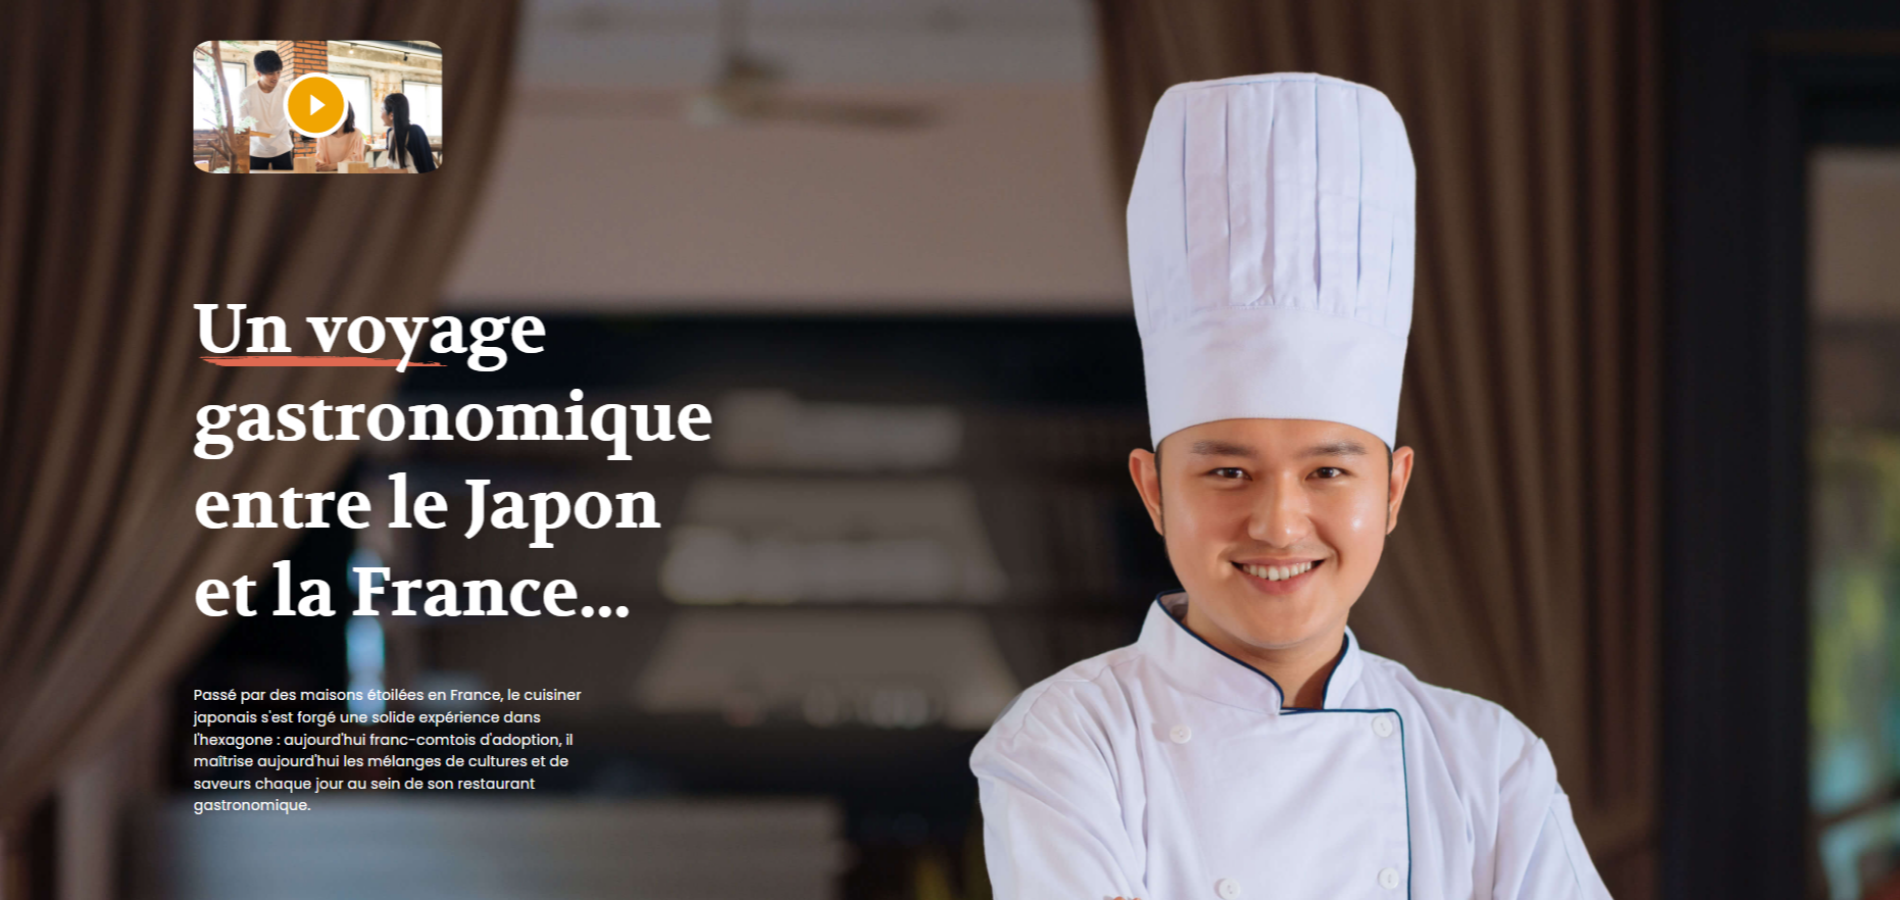 Un voyage
gastronomique
entre le Japon
et la France...
Passé par des maisons étoilées en France, le cuisiner
japonais s'est forgé une solide expérience dans
l'hexagone : aujourd'hui franc-comtois d'adoption, il
maîtrise aujourd'hui les mélanges de cultures et de
saveurs chaque jour au sein de son restaurant
gastronomique.